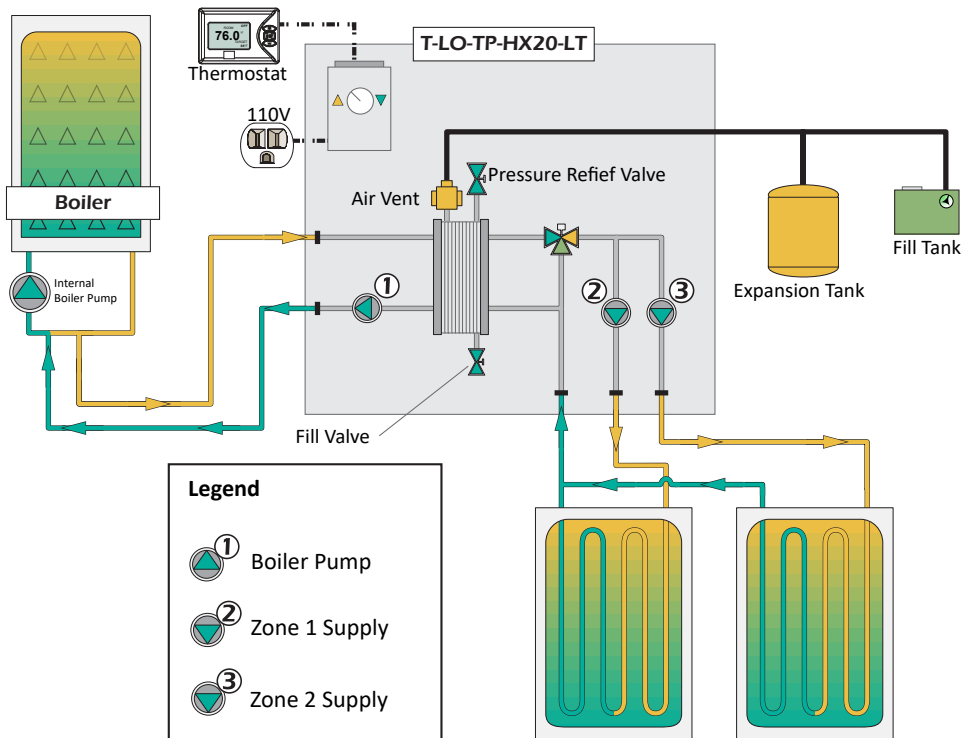 T-LO-TP-HX20-LT
76.0
Thermostat
110V
Pressure Refief Valve
Air Vent
Boiler
Fill Tank
Internal
Boiler Pump
Expansion Tank
1
2
3
Fill Valve
Legend
1
Boiler Pump
2
Zone 1 Supply
3
Zone 2 Supply